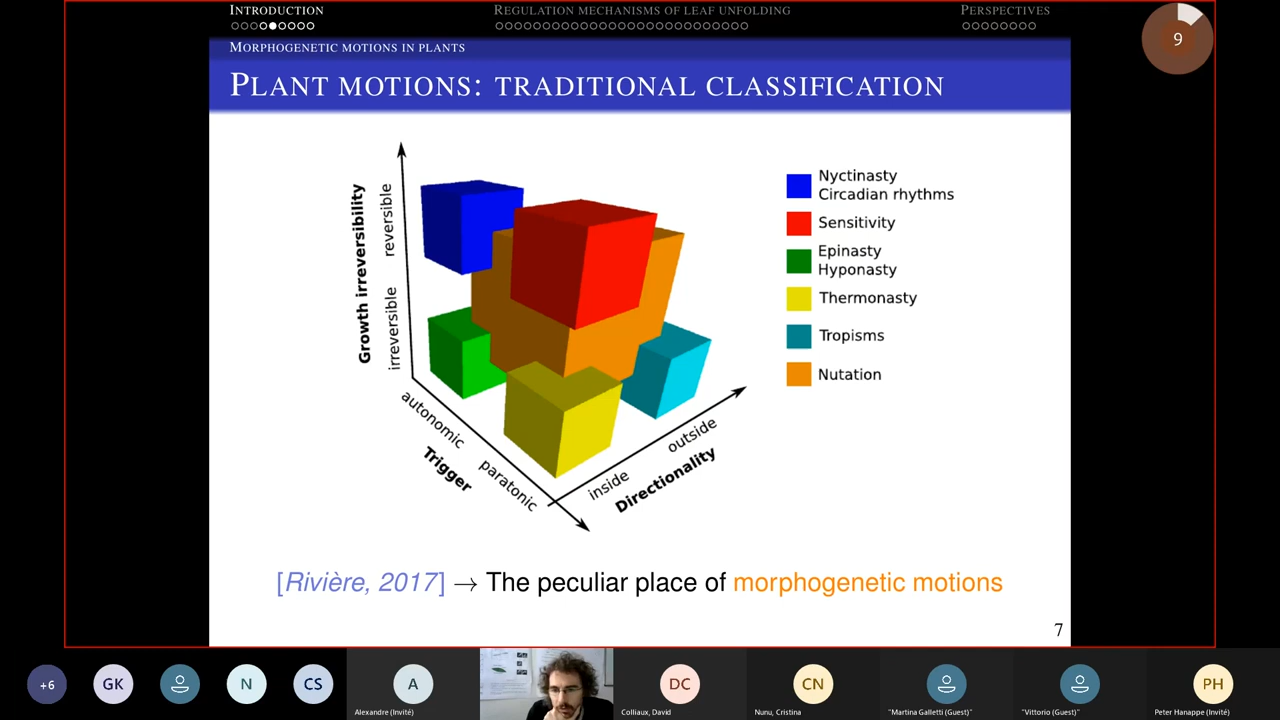 INTRODUCTION
REGULATION MECHANISMS OF LEAF UNFOLDING
PERSPECTIVES
MORPHOGENETIC MOTIONS IN PLANTS
PLANT MOTIONS: TRADITIONAL CLASSIFICATION
9
Growth irreversibility
reversible
irreversible
autonomic
paratonic
Trigger
inside
outside
Directionality
Nyctinasty
Circadian rhythms
Sensitivity
Epinasty
Hyponasty
Thermonasty
Tropisms
Nutation
[Rivière, 2017] → The peculiar place of morphogenetic motions
7
+6
GK
N
CS
A
DC
CN
PH
Alexandre (Invité)
Colliaux, David
Nunu, Cristina
"Martina Galletti (Guest)"
"Vittorio (Guest)"
Peter Hanappe (Invité)